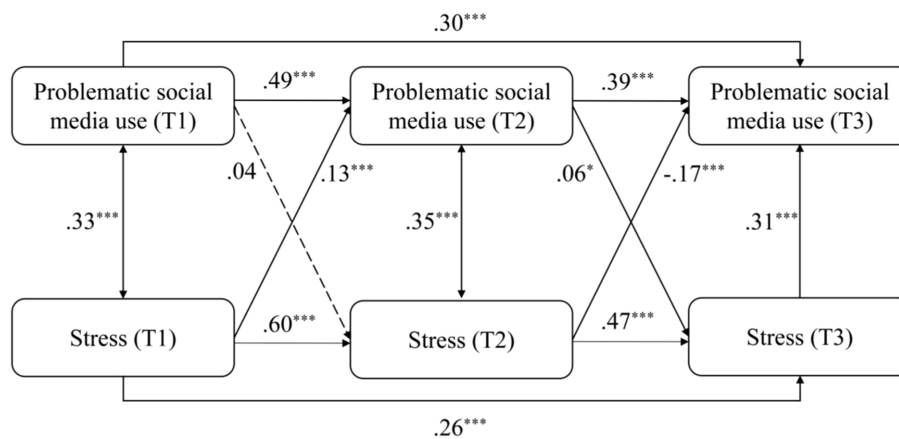 .30***
Problematic social
media use (T1)
.49***
Problematic social
media use (T2)
.39***
Problematic social
media use (T3)
.04
.13***
.06*
-.17***
.33***
.35***
.31***
Stress (T1)
.60***
Stress (T2)
.47***
Stress (T3)
.26***